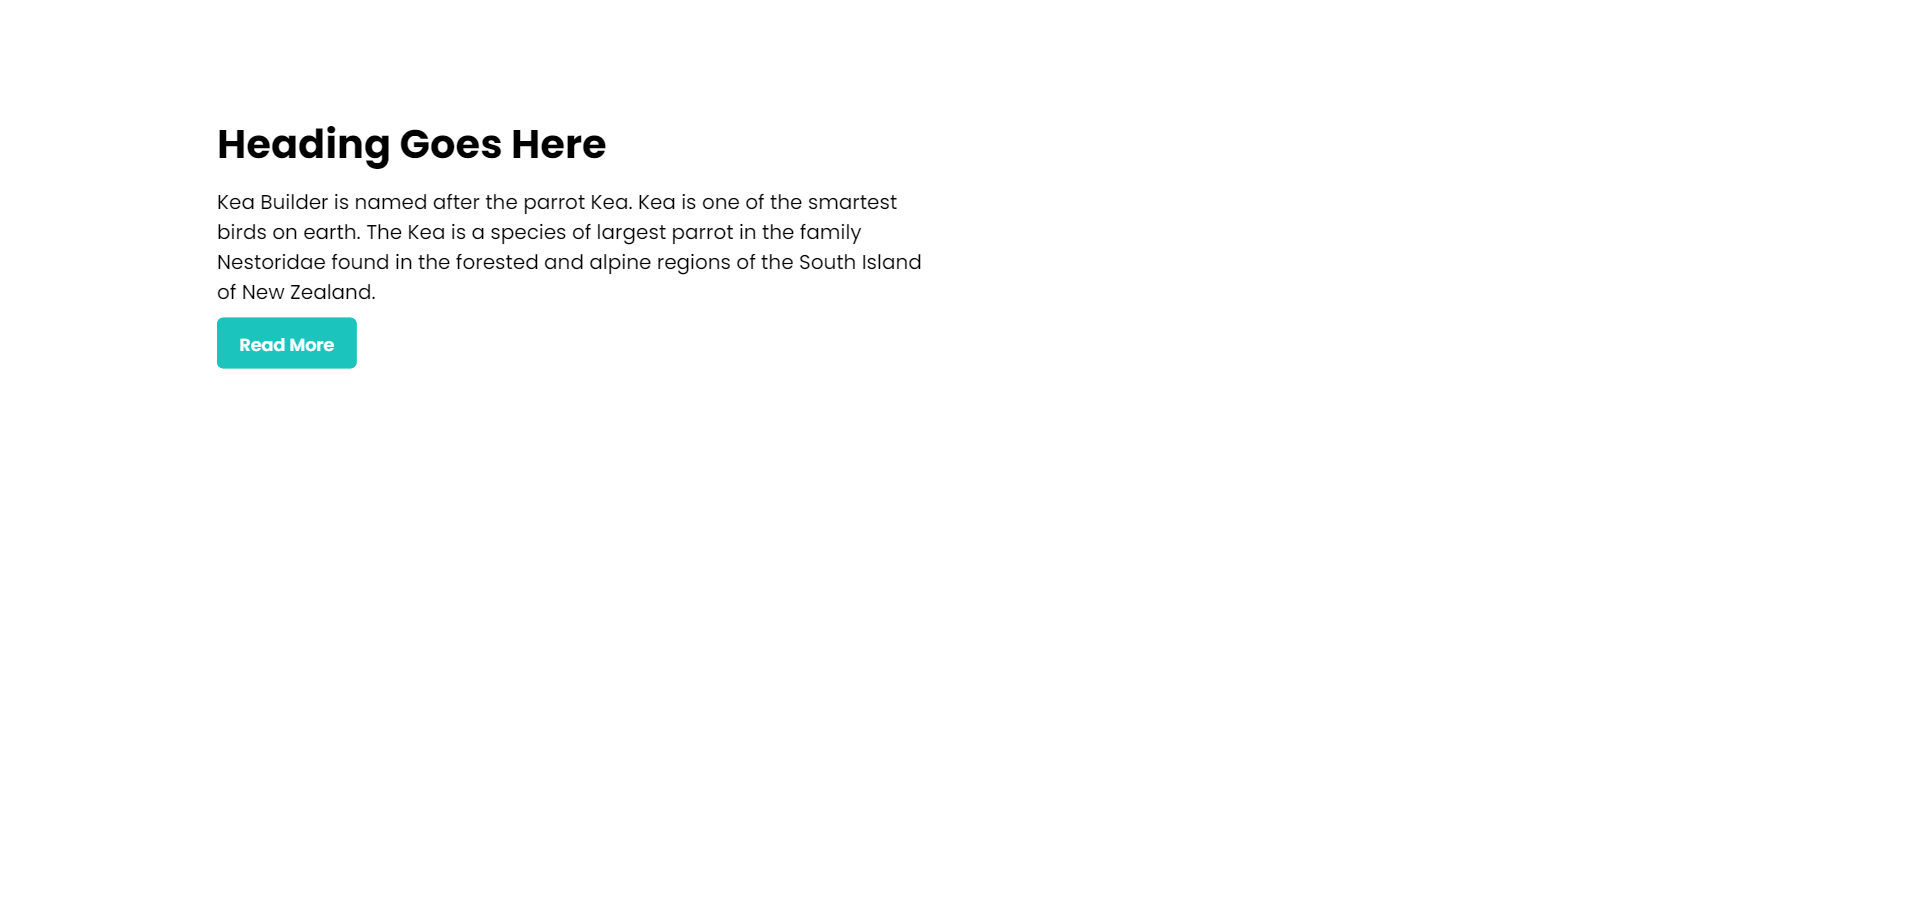 Heading Goes Here
Kea Builder is named after the parrot Kea. Kea is one of the smartest
birds on earth. The Kea is a species of largest parrot in the family
Nestoridae found in the forested and alpine regions of the South Island
of New Zealand.
Read More